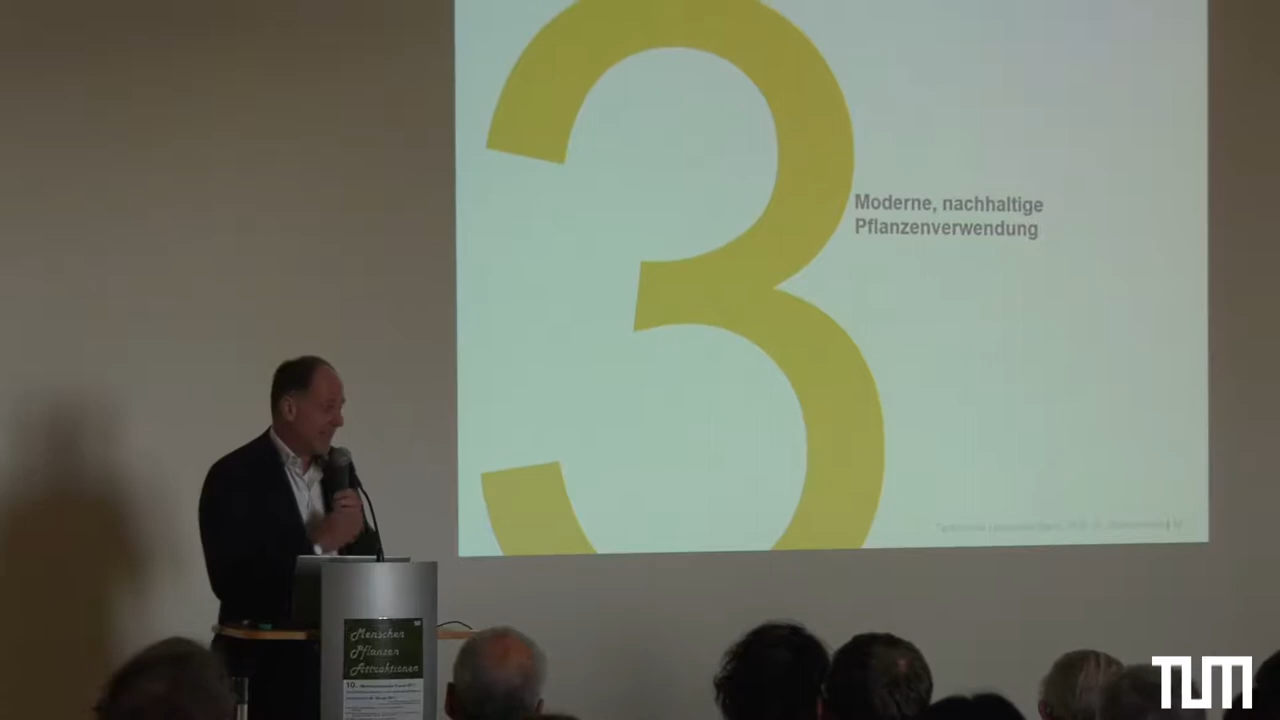 3
Moderne, nachhaltige
Pflanzenverwendung
Menschen
Pflanzen
Attraktionen
10.
TUM